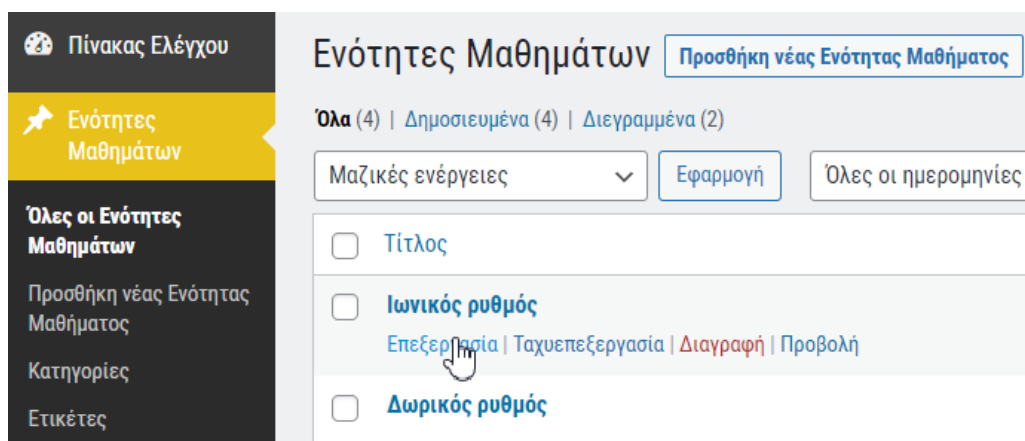 Πίνακας Ελέγχου
Ενότητες
Μαθημάτων
Όλες οι Ενότητες
Μαθημάτων
Προσθήκη νέας Ενότητας
Μαθήματος
Κατηγορίες
Ετικέτες
Ενότητες Μαθημάτων Προσθήκη νέας Ενότητας Μαθήματος
Όλα (4) | Δημοσιευμένα (4) | Διεγραμμένα (2)
Μαζικές ενέργειες Εφαρμογή Όλες οι ημερομηνίες
Τίτλος
Ιωνικός ρυθμός
Επεξεργασία | Ταχυεπεξεργασία | Διαγραφή | Προβολή
Δωρικός ρυθμός